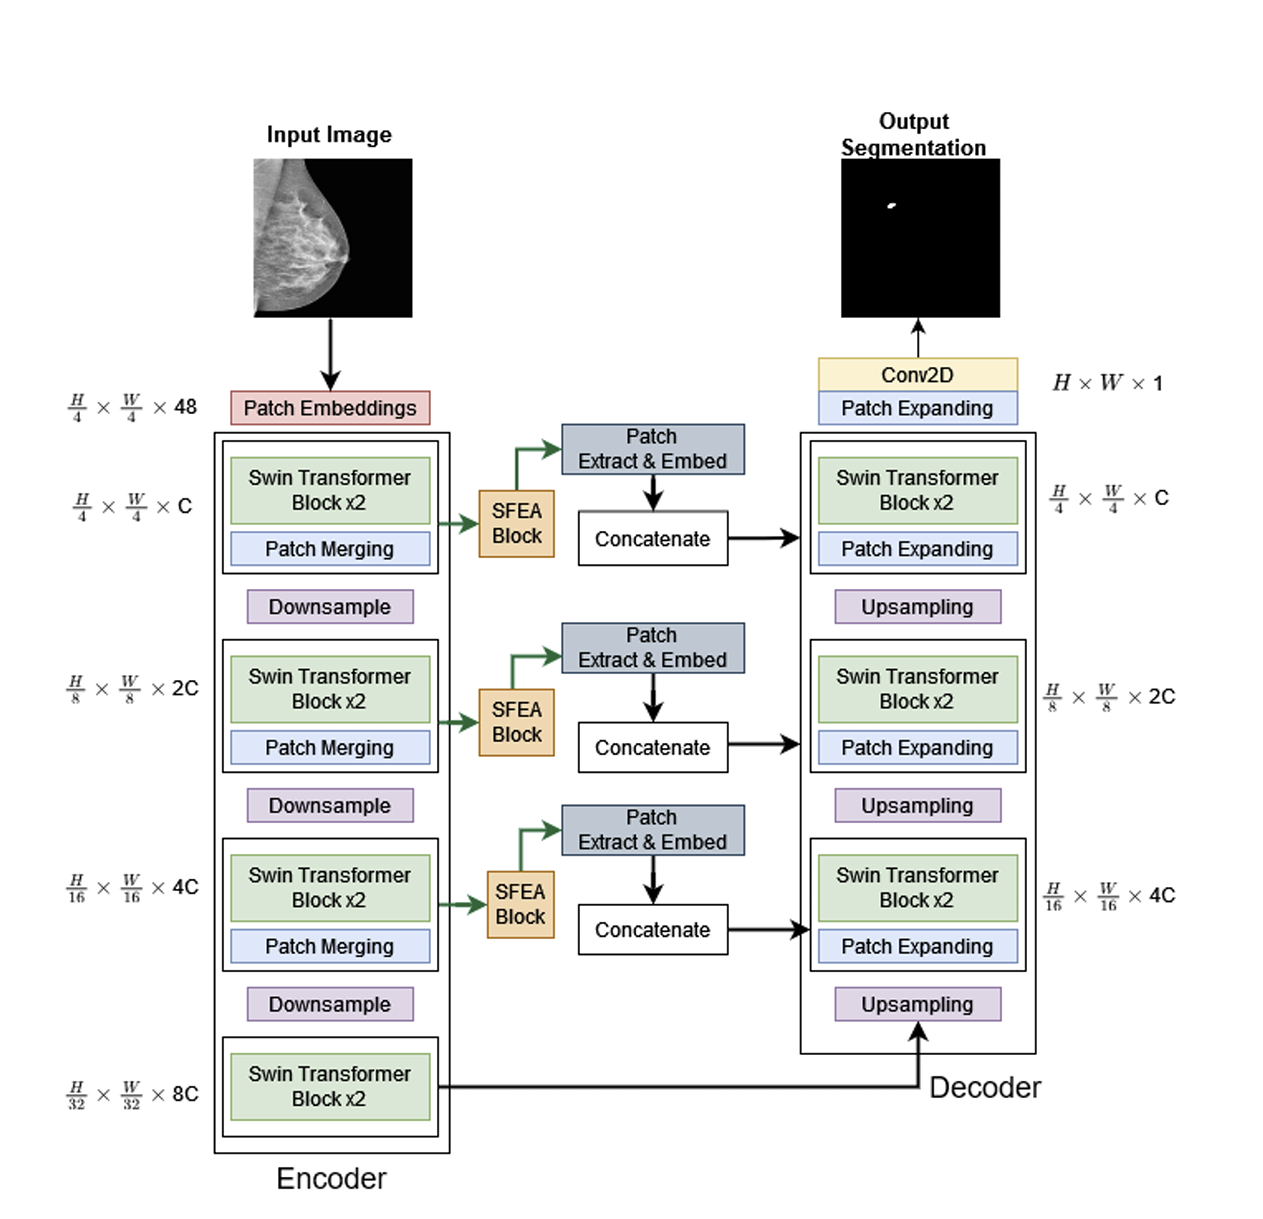 Input Image
Output
Segmentation
H/4 × W/4 × 48
Patch Embeddings
Conv2D
Patch Expanding
H × W × 1
H/4 × W/4 × C
Swin Transformer
Block x2
Patch Merging
SFEA
Block
Patch
Extract & Embed
Concatenate
Swin Transformer
Block x2
Patch Expanding
H/4 × W/4 × C
Downsample
Upsampling
H/8 × W/8 × 2C
Swin Transformer
Block x2
Patch Merging
SFEA
Block
Patch
Extract & Embed
Concatenate
Swin Transformer
Block x2
Patch Expanding
H/8 × W/8 × 2C
Downsample
Upsampling
H/16 × W/16 × 4C
Swin Transformer
Block x2
Patch Merging
SFEA
Block
Patch
Extract & Embed
Concatenate
Swin Transformer
Block x2
Patch Expanding
H/16 × W/16 × 4C
Downsample
Upsampling
H/32 × W/32 × 8C
Swin Transformer
Block x2
Decoder
Encoder